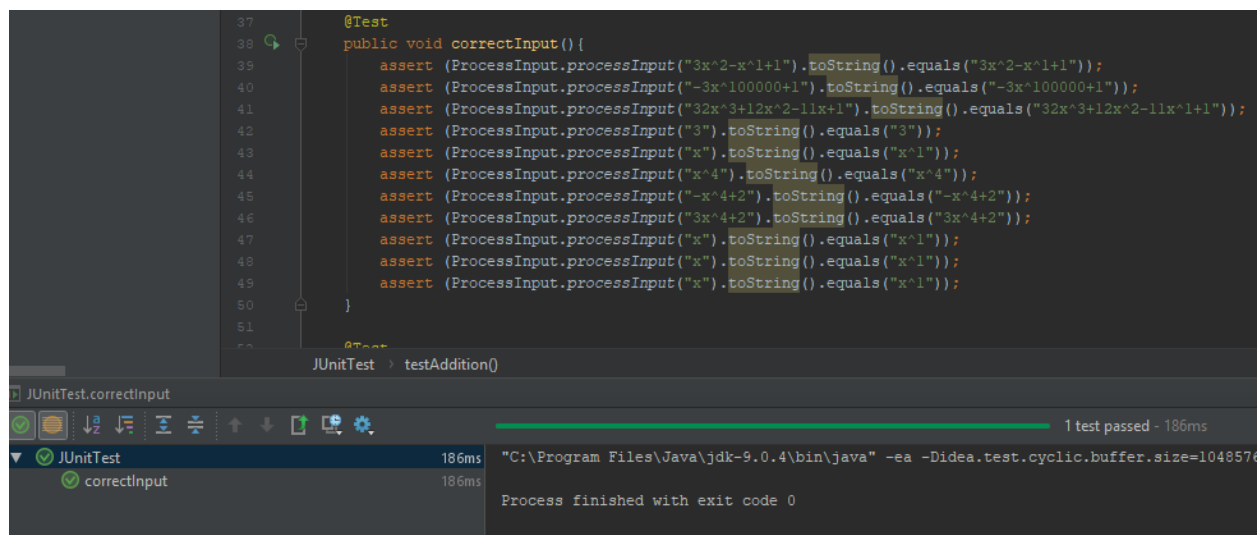 37 @Test
38 public void correctInput(){
39 assert (ProcessInput.processInput("3x^2-x^1+1").toString().equals("3x^2-x^1+1"));
40 assert (ProcessInput.processInput("-3x^100000+1").toString().equals("-3x^100000+1"));
41 assert (ProcessInput.processInput("32x^3+12x^2-11x+1").toString().equals("32x^3+12x^2-11x^1+1"));
42 assert (ProcessInput.processInput("3").toString().equals("3"));
43 assert (ProcessInput.processInput("x").toString().equals("x^1"));
44 assert (ProcessInput.processInput("x^4").toString().equals("x^4"));
45 assert (ProcessInput.processInput("-x^4+2").toString().equals("-x^4+2"));
46 assert (ProcessInput.processInput("3x^4+2").toString().equals("3x^4+2"));
47 assert (ProcessInput.processInput("x").toString().equals("x^1"));
48 assert (ProcessInput.processInput("x").toString().equals("x^1"));
49 assert (ProcessInput.processInput("x").toString().equals("x^1"));
50 }
51
@Test
JUnitTest › testAddition()
JUnitTest.correctInput
1 test passed - 186ms
JUnitTest 186ms "C:\Program Files\Java\jdk-9.0.4\bin\java" -ea -Didea.test.cyclic.buffer.size=1048576
correctInput 186ms
Process finished with exit code 0